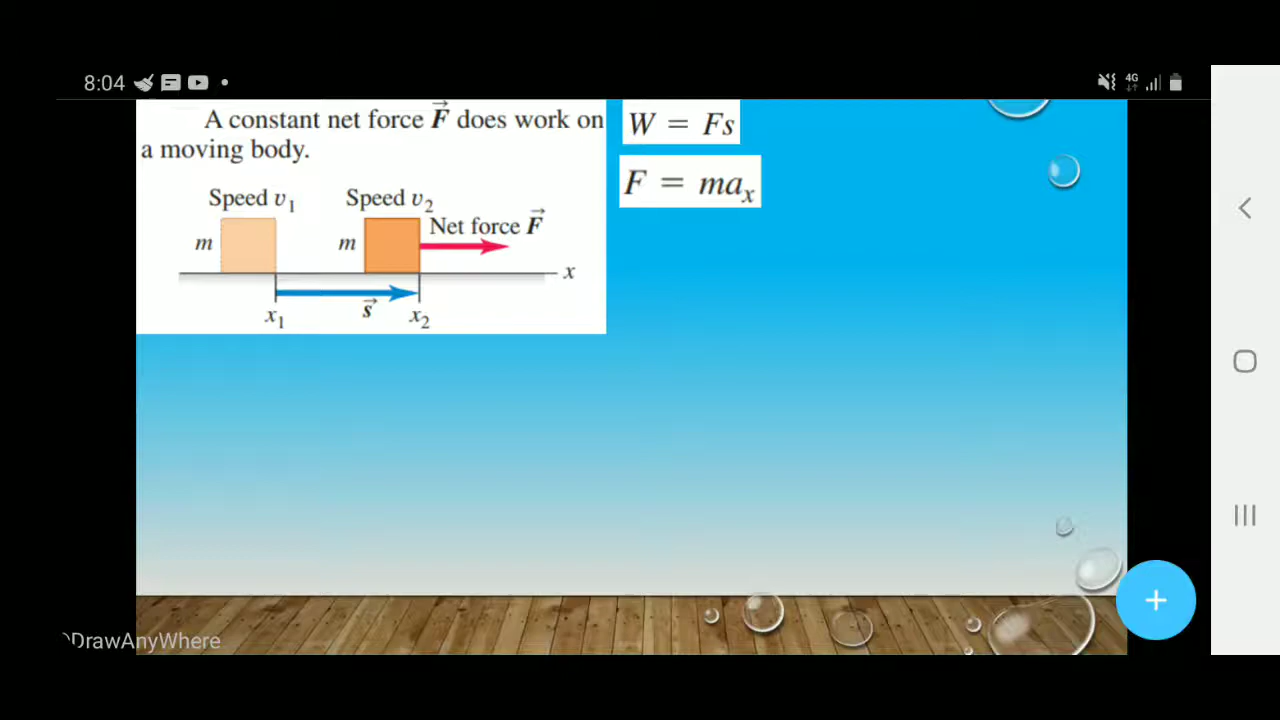 8:04
4G
A constant net force F⃗ does work on
a moving body.
W = Fs
F = maₓ
Speed v₁ Speed v₂
Net force F⃗
m m
x
s⃗
x₁ x₂
DrawAnyWhere